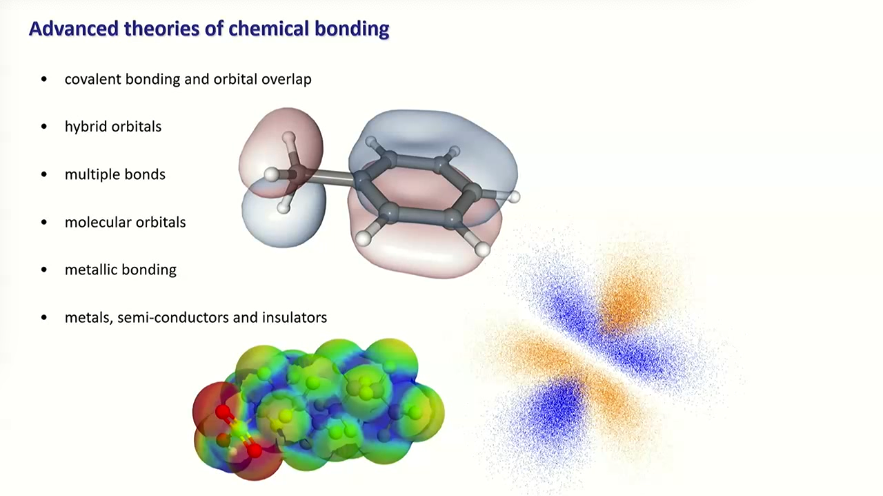 Advanced theories of chemical bonding
• covalent bonding and orbital overlap
• hybrid orbitals
• multiple bonds
• molecular orbitals
• metallic bonding
• metals, semi-conductors and insulators